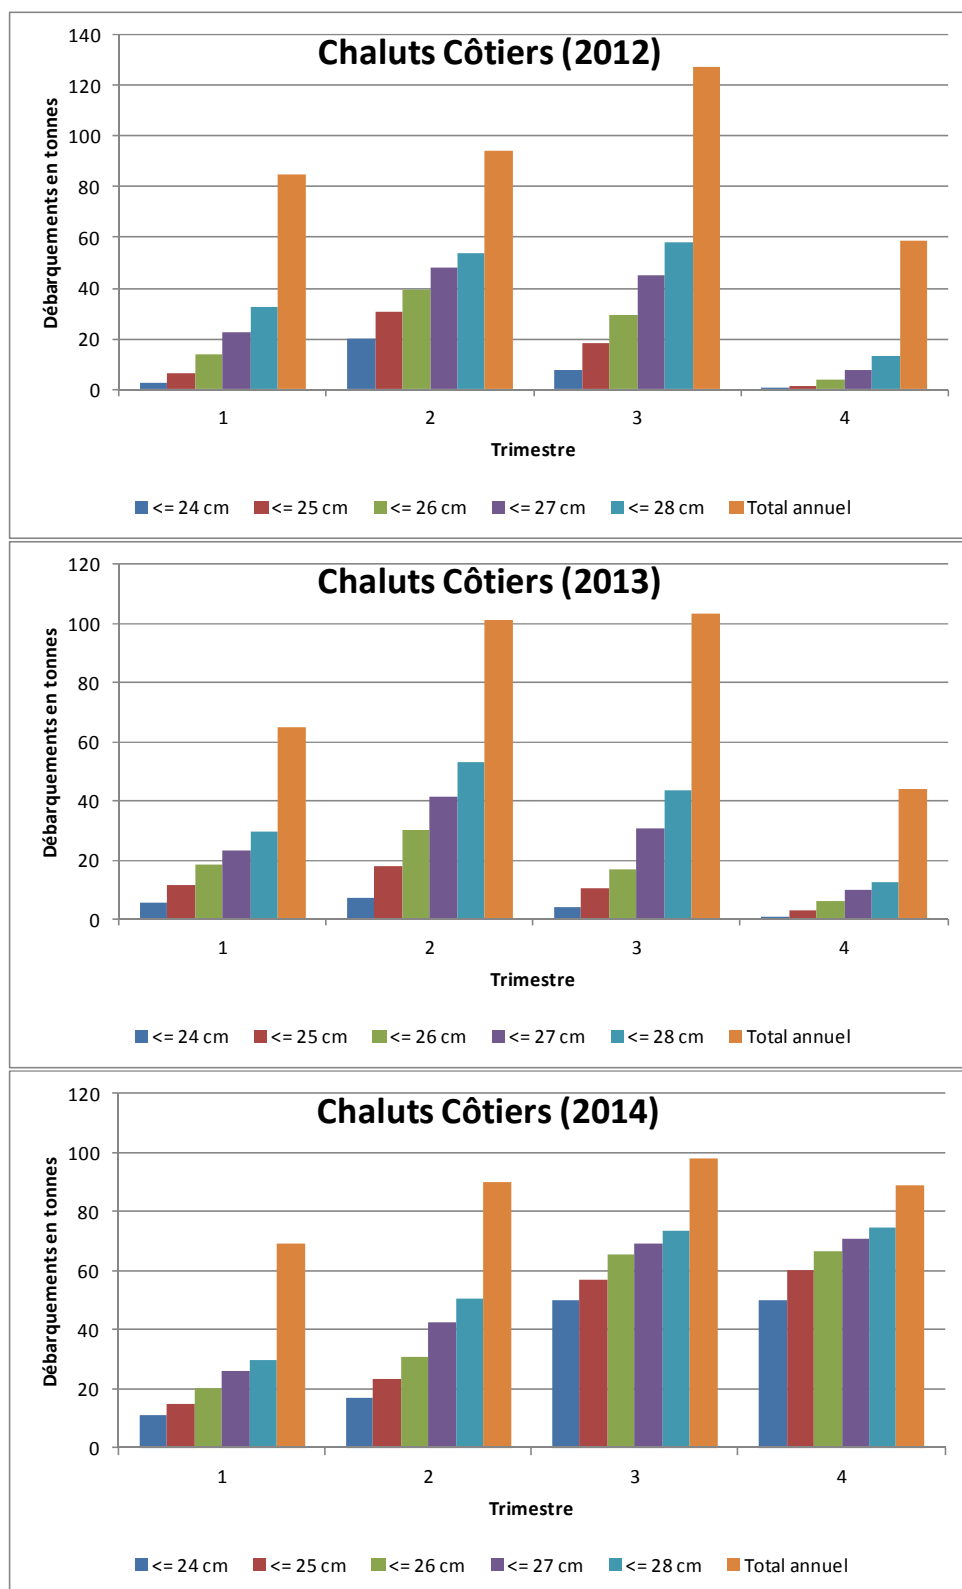 Chaluts Côtiers (2012)
Débarquements en tonnes
140
120
100
80
60
40
20
0
1 2 3 4
Trimestre
<= 24 cm <= 25 cm <= 26 cm <= 27 cm <= 28 cm Total annuel
Chaluts Côtiers (2013)
Débarquements en tonnes
120
100
80
60
40
20
0
1 2 3 4
Trimestre
<= 24 cm <= 25 cm <= 26 cm <= 27 cm <= 28 cm Total annuel
Chaluts Côtiers (2014)
Débarquements en tonnes
120
100
80
60
40
20
0
1 2 3 4
Trimestre
<= 24 cm <= 25 cm <= 26 cm <= 27 cm <= 28 cm Total annuel